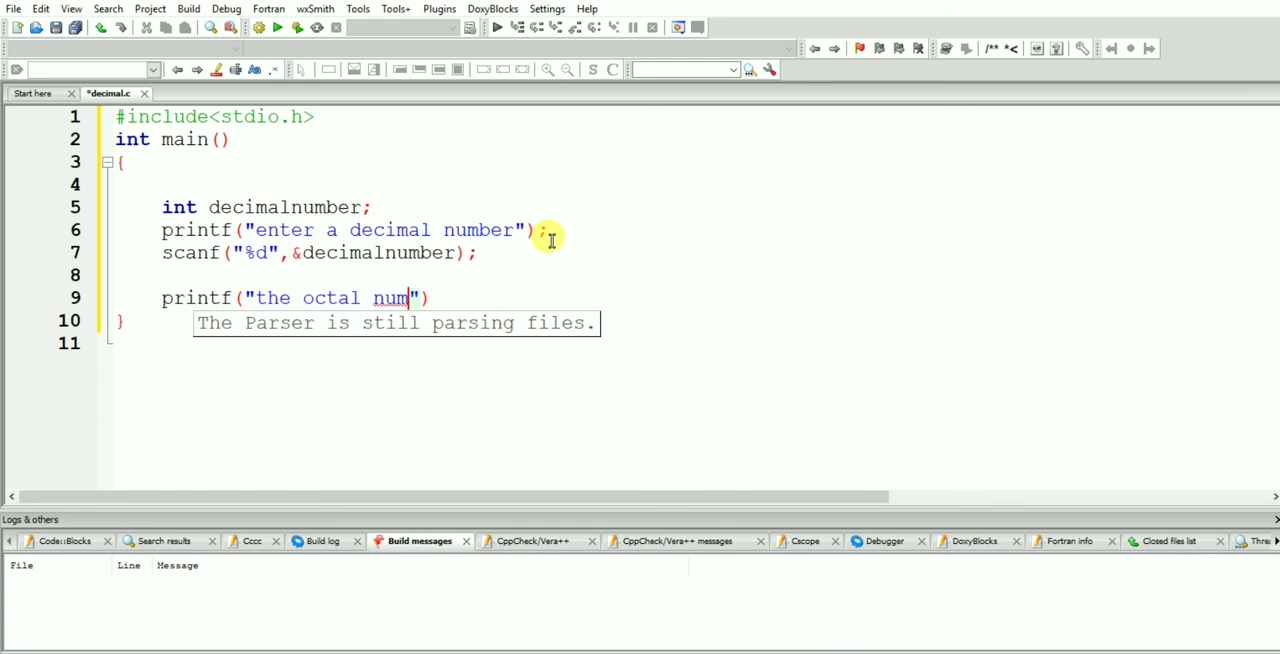 File Edit View Search Project Build Debug Fortran wxSmith Tools Tools+ Plugins DoxyBlocks Settings Help
/** *<
S C
Start here *decimal.c
1 #include<stdio.h>
2 int main()
3 {
4
5 int decimalnumber;
6 printf("enter a decimal number");
7 scanf("%d",&decimalnumber);
8
9 printf("the octal num")
10 }
The Parser is still parsing files.
11
Logs & others
Code::Blocks Search results Cccc Build log Build messages CppCheck/Vera++ CppCheck/Vera++ messages Cscope Debugger DoxyBlocks Fortran info Closed files list Threa
File Line Message